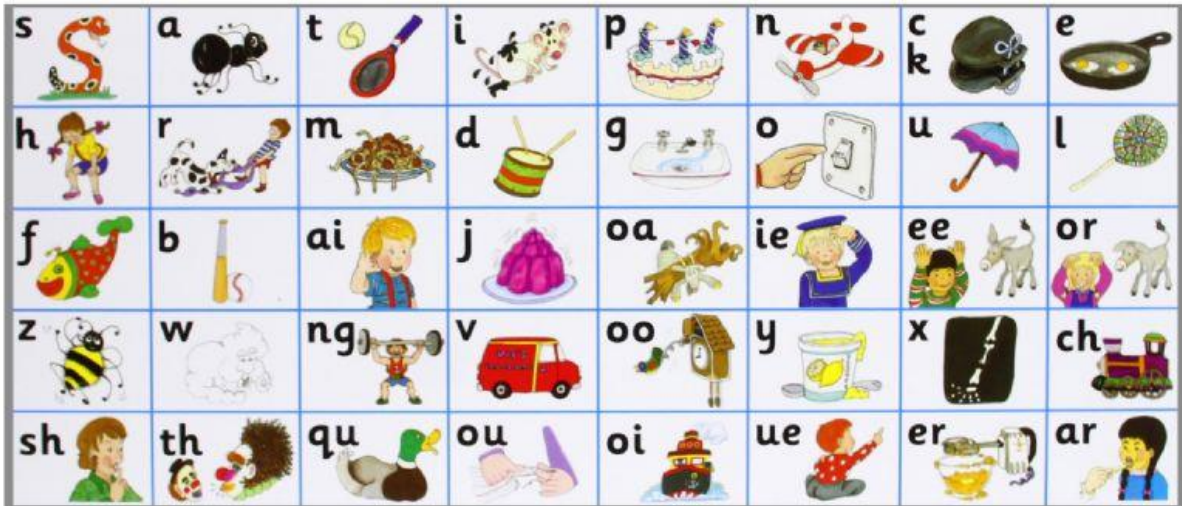 s a t i p n c k e
h r m d g o u l
f b ai j oa ie ee or
z w ng v oo y x ch
sh th qu ou oi ue er ar